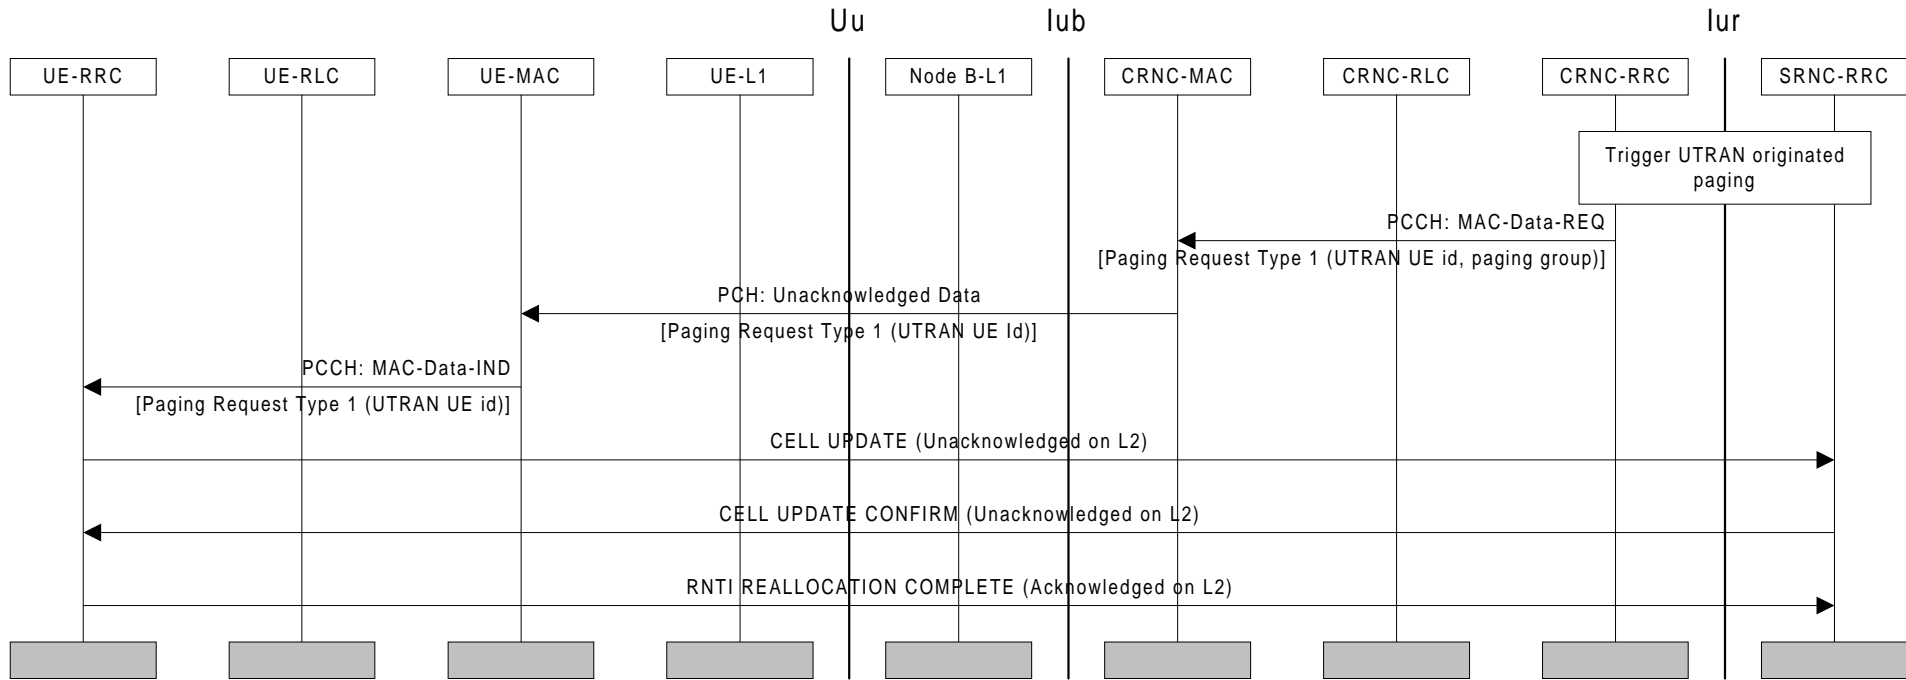 Uu
Iub
Iur
UE-RRC
UE-RLC
UE-MAC
UE-L1
Node B-L1
CRNC-MAC
CRNC-RLC
CRNC-RRC
SRNC-RRC
Trigger UTRAN originated
paging
PCCH: MAC-Data-REQ
[Paging Request Type 1 (UTRAN UE id, paging group)]
PCH: Unacknowledged Data
[Paging Request Type 1 (UTRAN UE Id)]
PCCH: MAC-Data-IND
[Paging Request Type 1 (UTRAN UE id)]
CELL UPDATE (Unacknowledged on L2)
CELL UPDATE CONFIRM (Unacknowledged on L2)
RNTI REALLOCATION COMPLETE (Acknowledged on L2)